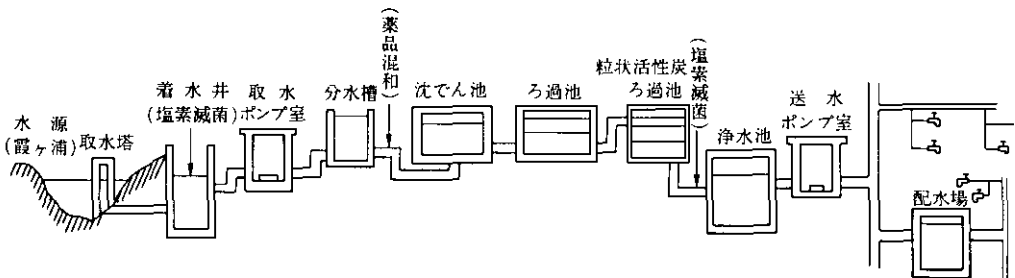 水源
(霞ヶ浦)
取水塔
着水井
(塩素滅菌)
取水
ポンプ室
分水槽
(薬品混和)
沈でん池
ろ過池
粒状活性炭
ろ過池
(塩素滅菌)
浄水池
送水
ポンプ室
配水場